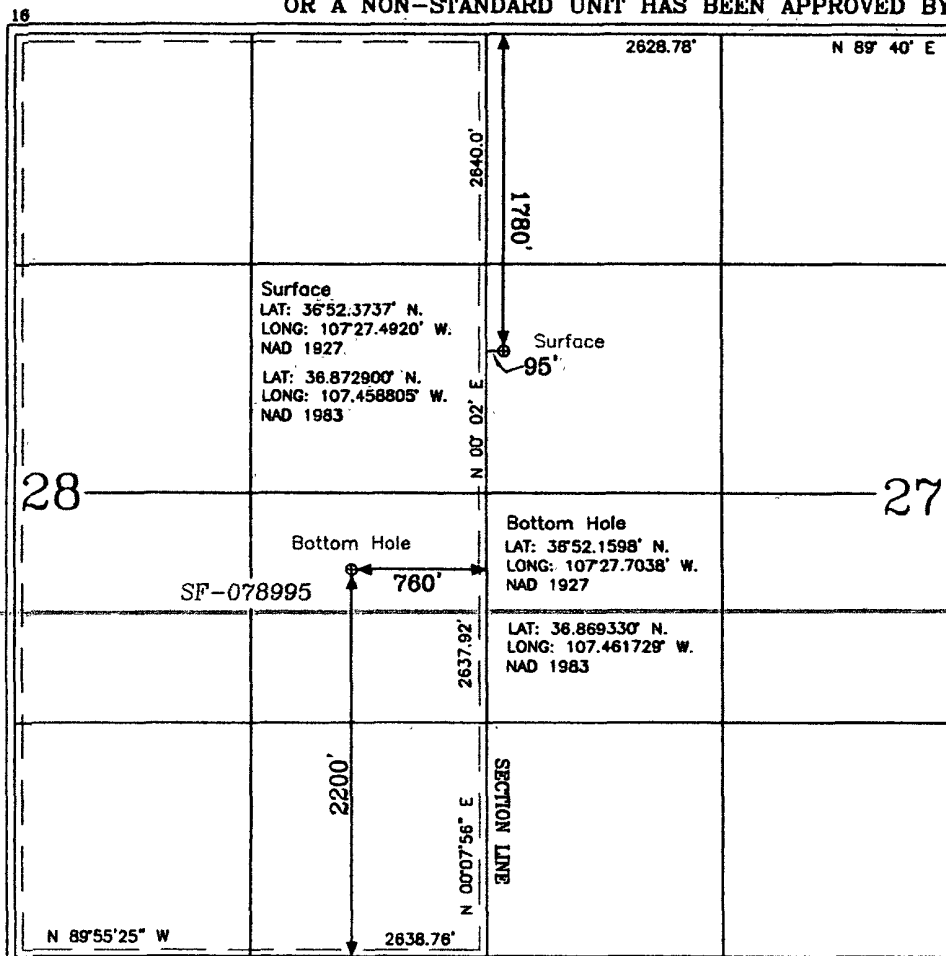 OR A NON-STANDARD UNIT HAS BEEN APPROVED BY
16
2628.78' N 89° 40' E
2640.0'
1780'
Surface
LAT: 36°52.3737' N.
LONG: 107°27.4920' W.
NAD 1927
LAT: 36.872900° N.
LONG: 107.458805° W.
NAD 1983
Surface
95'
N 00° 02' E
28
27
Bottom Hole
760'
SF-078995
Bottom Hole
LAT: 36°52.1598' N.
LONG: 107°27.7038' W.
NAD 1927
LAT: 36.869330° N.
LONG: 107.461729° W.
NAD 1983
2637.92'
2200'
SECTION LINE
N 00°07'56" E
N 89°55'25" W
2638.76'